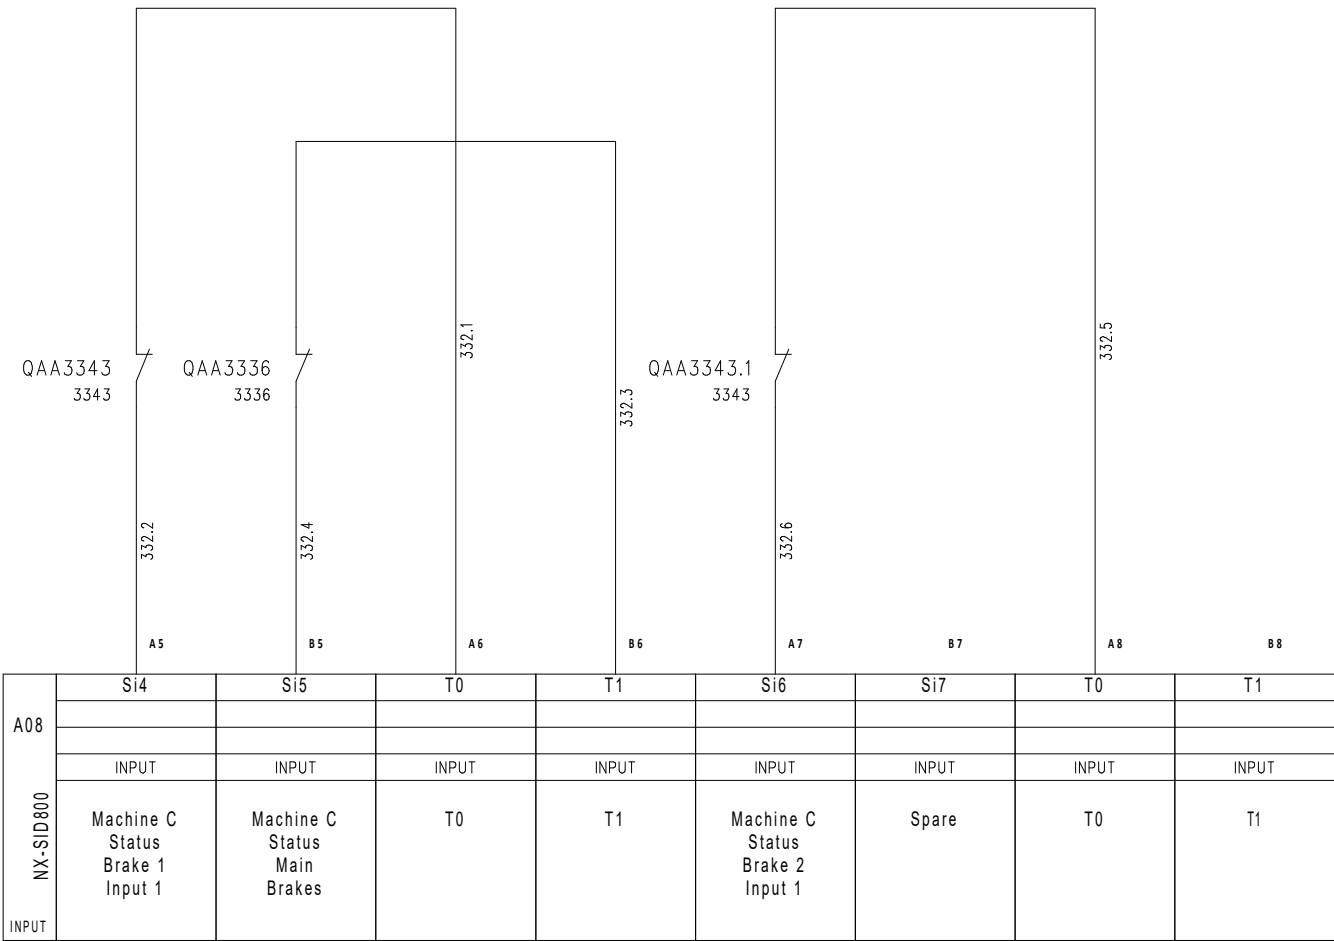 332.1
332.5
QAA3343
3343
QAA3336
3336
QAA3343.1
3343
332.3
332.2
332.4
332.6
A5 B5 A6 B6 A7 B7 A8 B8
Si4 Si5 T0 T1 Si6 Si7 T0 T1
A08
INPUT INPUT INPUT INPUT INPUT INPUT INPUT INPUT
NX-SID800
Machine C
Status
Brake 1
Input 1
Machine C
Status
Main
Brakes
T0
T1
Machine C
Status
Brake 2
Input 1
Spare
T0
T1
INPUT